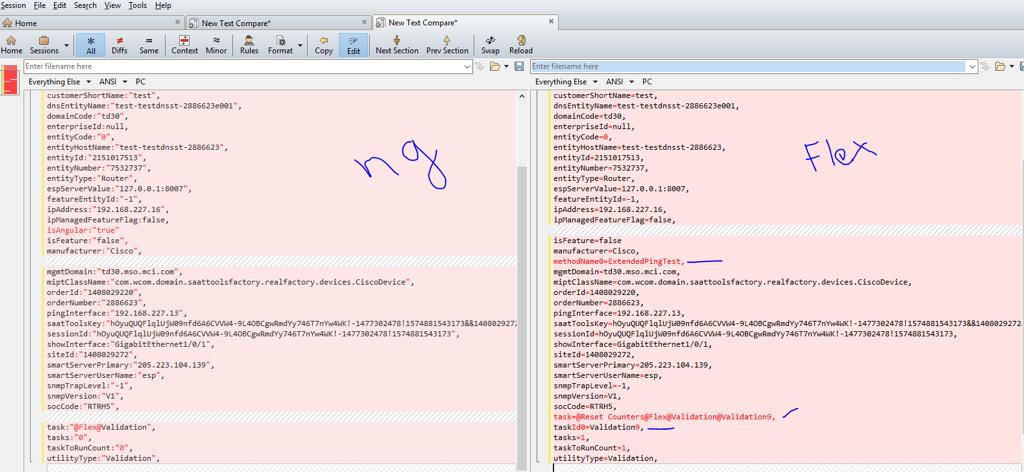 Session File Edit Search View Tools Help
Home New Text Compare* New Text Compare*
Home Sessions All Diffs Same Context Minor Rules Format Copy Edit Next Section Prev Section Swap Reload
Enter filename here Enter filename here
Everything Else ANSI PC Everything Else ANSI PC
customerShortName:"test",
dnsEntityName:"test-testdnsst-2886623e001",
domainCode:"td30",
enterpriseId:null,
entityCode:"0",
entityHostName:"test-testdnsst-2886623",
entityId:"2151017513",
entityNumber:"7532737",
entityType:"Router",
espServerValue:"127.0.0.1:8007",
featureEntityId:"-1",
ipAddress:"192.168.227.16",
ipManagedFeatureFlag:false,
isAngular:"true"
isFeature:"false",
manufacturer:"Cisco",
mgmtDomain:"td30.mso.mci.com",
miptClassName:"com.wcom.domain.saattoolsfactory.realfactory.devices.CiscoDevice",
orderId:"1408029220",
orderNumber:"2886623",
pingInterface:"192.168.227.13",
saatToolsKey:"hOyuQUQFlqlUjW09nfd6A6CVVW4-9L4OBCgwRmdYy746T7nYw4WK!-1477302478!1574881543173&&140802927
sessionId:"hOyuQUQFlqlUjW09nfd6A6CVVW4-9L4OBCgwRmdYy746T7nYw4WK!-1477302478!1574881543173",
showInterface:"GigabitEthernet1/0/1",
siteId:"1408029272",
smartServerPrimary:"205.223.104.139",
smartServerUserName:"esp",
snmpTrapLevel:"-1",
snmpVersion:"V1",
socCode:"RTRHS",
task:"@Flex@Validation",
tasks:"0",
taskToRunCount:"0",
utilityType:"Validation",
ng
customerShortName=test,
dnsEntityName=test-testdnsst-2886623e001,
domainCode=td30,
enterpriseId=null,
entityCode=0,
entityHostName=test-testdnsst-2886623,
entityId=2151017513,
entityNumber=7532737,
entityType=Router,
espServerValue=127.0.0.1:8007,
featureEntityId=-1,
ipAddress=192.168.227.16,
ipManagedFeatureFlag=false,
isFeature=false
manufacturer=Cisco,
methodName0=ExtendedPingTest,
mgmtDomain=td30.mso.mci.com,
miptClassName=com.wcom.domain.saattoolsfactory.realfactory.devices.CiscoDevice,
orderId=1408029220,
orderNumber=2886623,
pingInterface=192.168.227.13,
saatToolsKey=hOyuQUQFlqlUjW09nfd6A6CVVW4-9L4OBCgwRmdYy746T7nYw4WK!-1477302478!1574881543173&&1408029272
sessionId=hOyuQUQFlqlUjW09nfd6A6CVVW4-9L4OBCgwRmdYy746T7nYw4WK!-1477302478!1574881543173,
showInterface=GigabitEthernet1/0/1,
siteId=1408029272,
smartServerPrimary=205.223.104.139,
smartServerUserName=esp,
snmpTrapLevel=-1,
snmpVersion=V1,
socCode=RTRHS,
task=@Reset Counters@Flex@Validation@Validation9,
taskId0=Validation9,
tasks=1,
taskToRunCount=1,
utilityType=Validation,
Flex